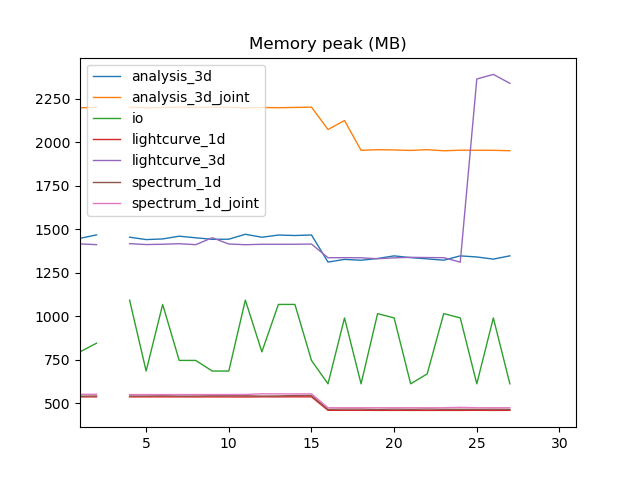 Memory peak (MB)
analysis_3d
analysis_3d_joint
io
lightcurve_1d
lightcurve_3d
spectrum_1d
spectrum_1d_joint
2250
2000
1750
1500
1250
1000
750
500
5 10 15 20 25 30